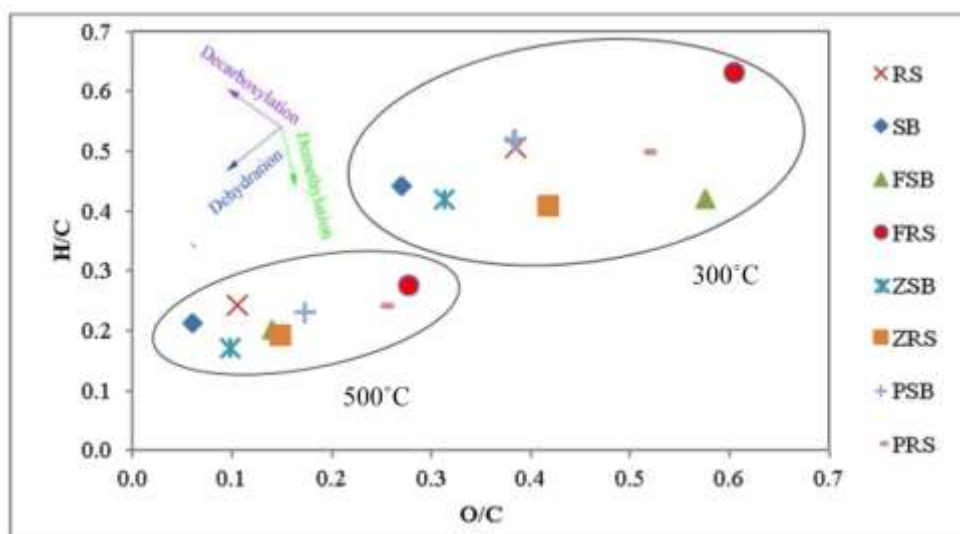 0.7
0.6
0.5
0.4
0.3
0.2
0.1
0.0
H/C
Decarboxylation
Dehydration
Demethylation
300˚C
500˚C
0.0 0.1 0.2 0.3 0.4 0.5 0.6 0.7
O/C
RS
SB
FSB
FRS
ZSB
ZRS
PSB
PRS